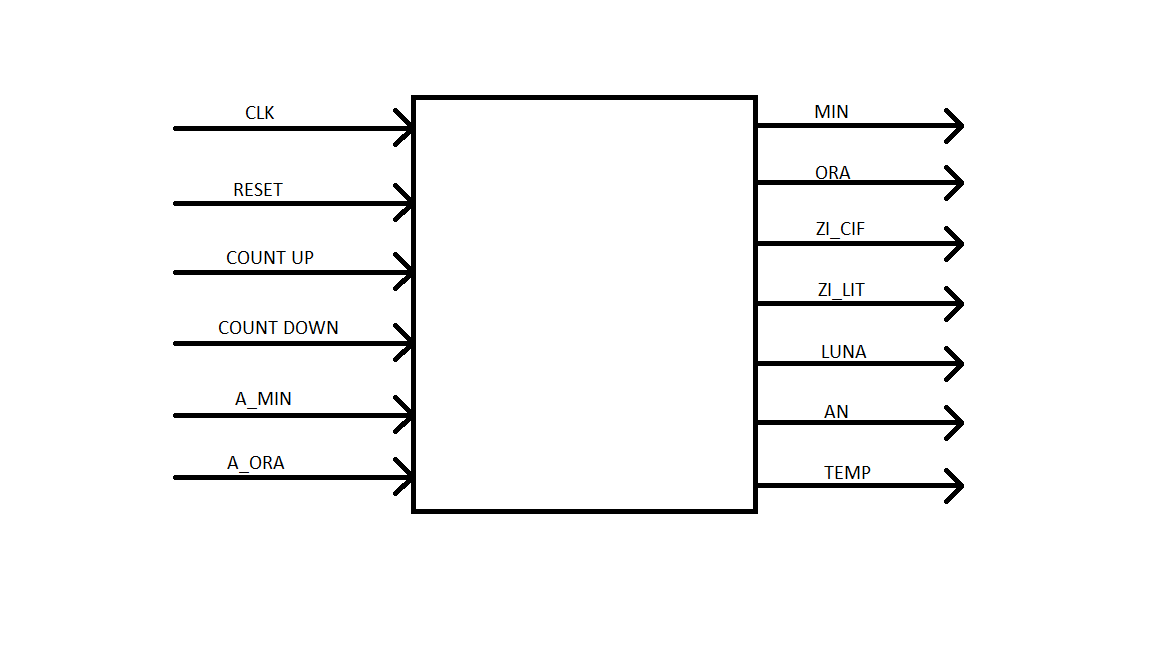 CLK
RESET
COUNT UP
COUNT DOWN
A_MIN
A_ORA
MIN
ORA
ZI_CIF
ZI_LIT
LUNA
AN
TEMP